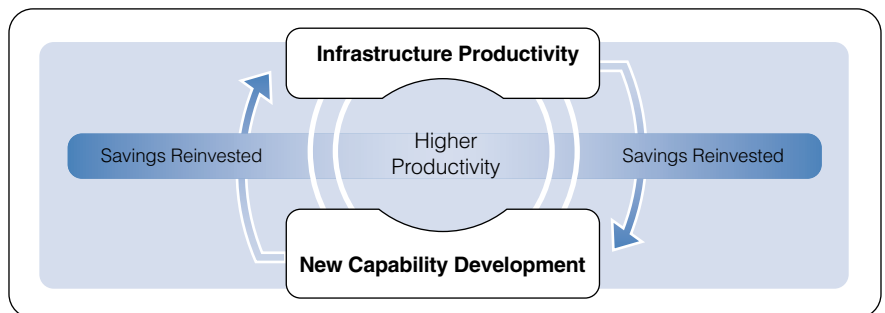 Infrastructure Productivity
Savings Reinvested
Higher
Productivity
Savings Reinvested
New Capability Development